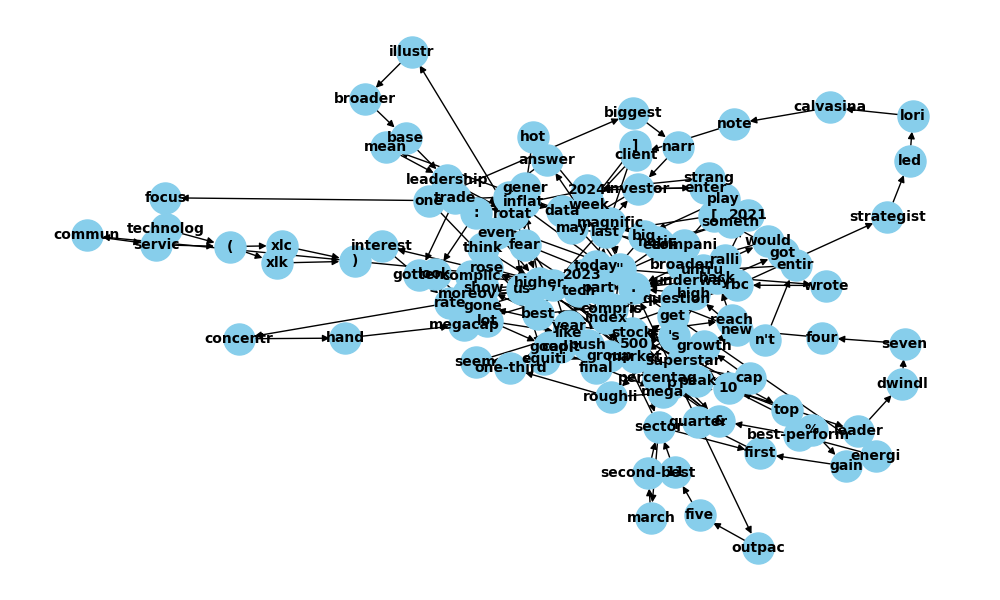 illustr
broader
biggest
calvasina
lori
note
base
mean
hot
]
narr
client
answer
led
leadership
strang
enter
investor
gener
2024
focus
one
trade
inflat
play
week
:
rotat
data
[
2021
strategist
technolog
commun
servic
(
xlc
interest
even
may
magnific
last
big
someth
compani
would
think
fear
got
xlk
)
look
rose
complic
today
"
broaden
ralli
entir
2023
back
rbc
wrote
show
us
higher
tech
party
.
underway
high
question
moreov
rate
gone
lot
best
compris
index
get
reach
new
megacap
year
like
stock
's
n't
four
seven
concentr
hand
push
500
growth
group
market
equiti
superstar
seem
one-third
final
percentag
peak
cap
10
dwindl
roughli
mega
top
sector
quarter
&
best-perform
%
leader
first
energi
gain
second-best
11
march
five
outpac